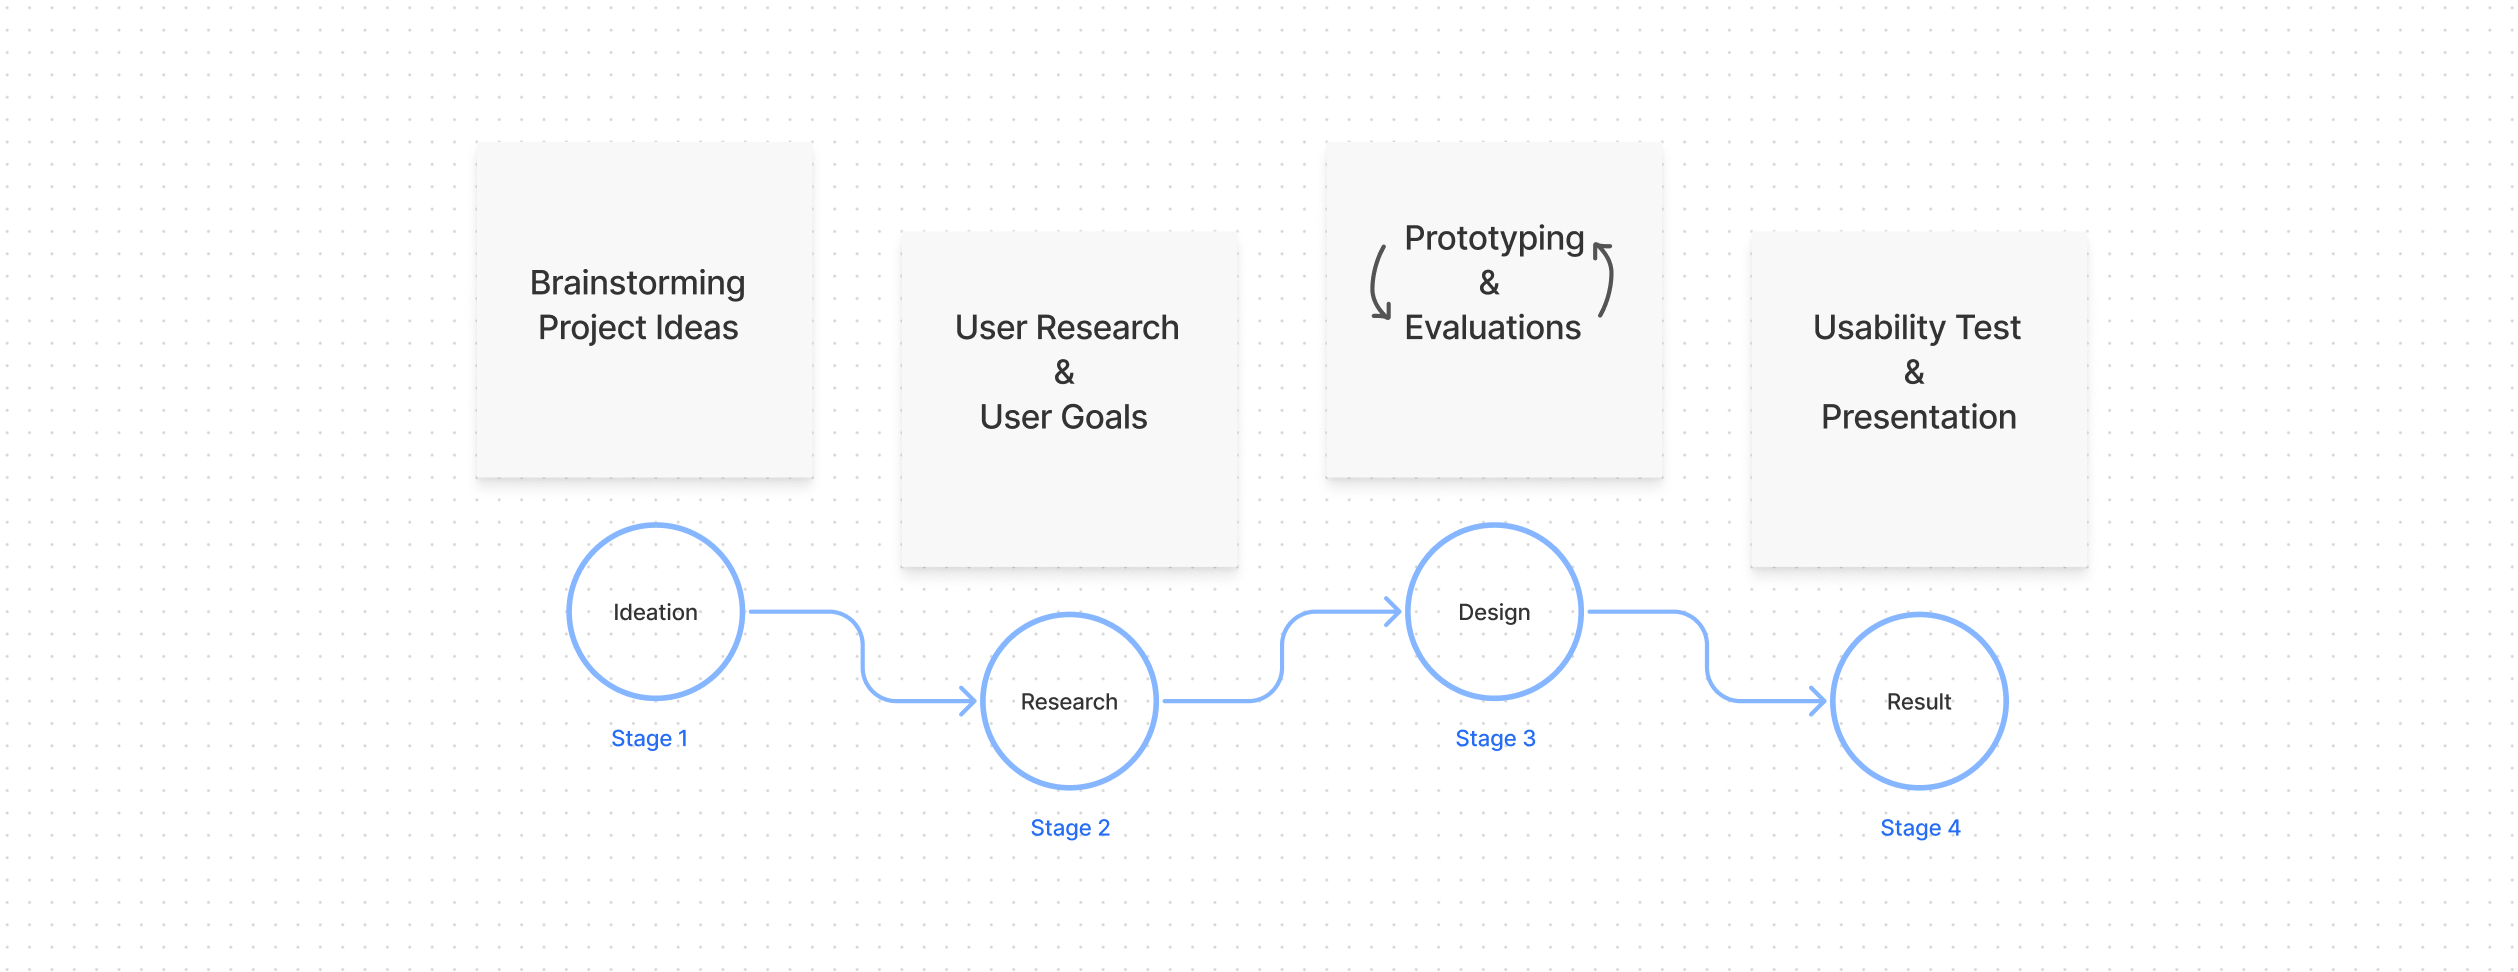 Brainstorming
Project Ideas
User Research
&
User Goals
Prototyping
&
Evaluations
Usability Test
&
Presentation
Ideation
Research
Design
Result
Stage 1
Stage 2
Stage 3
Stage 4